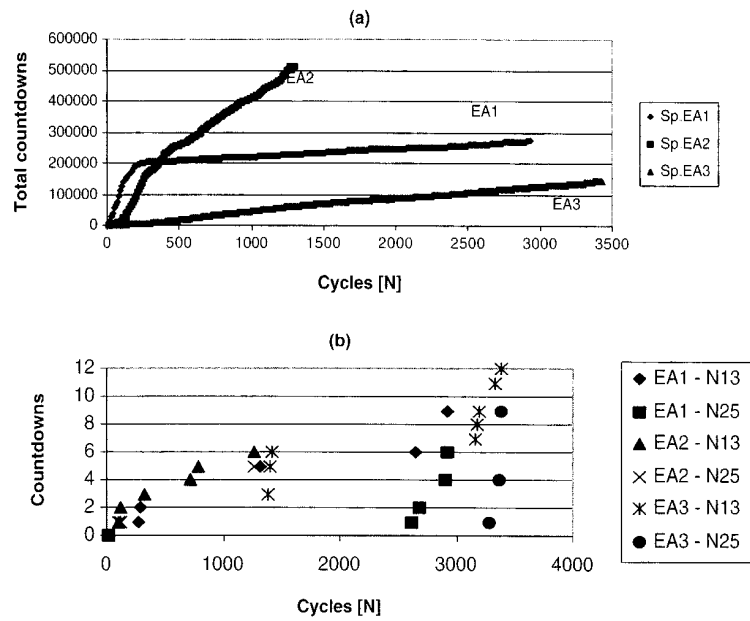 (a)
Total countdowns
600000
500000
400000
300000
200000
100000
0
EA2
EA1
EA3
0 500 1000 1500 2000 2500 3000 3500
Cycles [N]
Sp.EA1
Sp.EA2
Sp.EA3
(b)
Countdowns
12
10
8
6
4
2
0
0 1000 2000 3000 4000
Cycles [N]
EA1 - N13
EA1 - N25
EA2 - N13
EA2 - N25
EA3 - N13
EA3 - N25